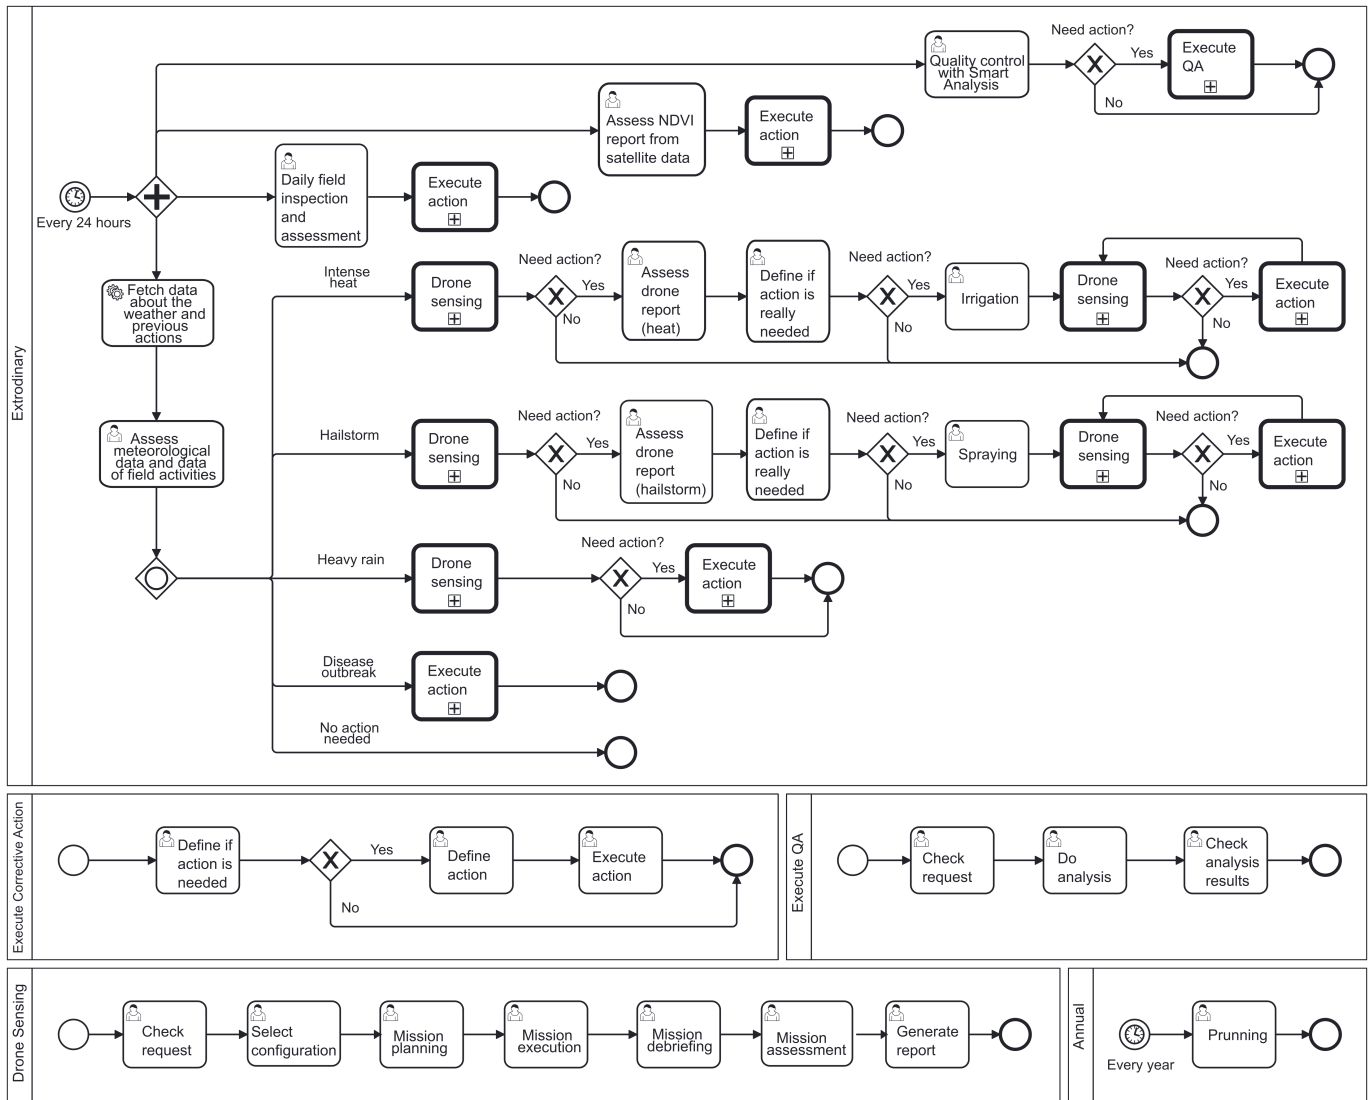 Extrodinary
Every 24 hours
Need action?
Quality control
with Smart
Analysis
Yes
No
Execute
QA
Assess NDVI
report from
satellite data
Execute
action
Daily field
inspection
and
assessment
Execute
action
Fetch data
about the
weather and
previous
actions
Assess
meteorological
data and data
of field activities
Intense
heat
Drone
sensing
Need action?
Yes
No
Assess
drone
report
(heat)
Define if
action is
really
needed
Need action?
Yes
No
Irrigation
Drone
sensing
Need action?
Yes
No
Execute
action
Hailstorm
Drone
sensing
Need action?
Yes
No
Assess
drone
report
(hailstorm)
Define if
action is
really
needed
Need action?
Yes
No
Spraying
Drone
sensing
Need action?
Yes
No
Execute
action
Heavy rain
Drone
sensing
Need action?
Yes
No
Execute
action
Disease
outbreak
Execute
action
No action
needed
Execute Corrective Action
Define if
action is
needed
Yes
No
Define
action
Execute
action
Execute QA
Check
request
Do
analysis
Check
analysis
results
Drone Sensing
Check
request
Select
configuration
Mission
planning
Mission
execution
Mission
debriefing
Mission
assessment
Generate
report
Annual
Every year
Prunning